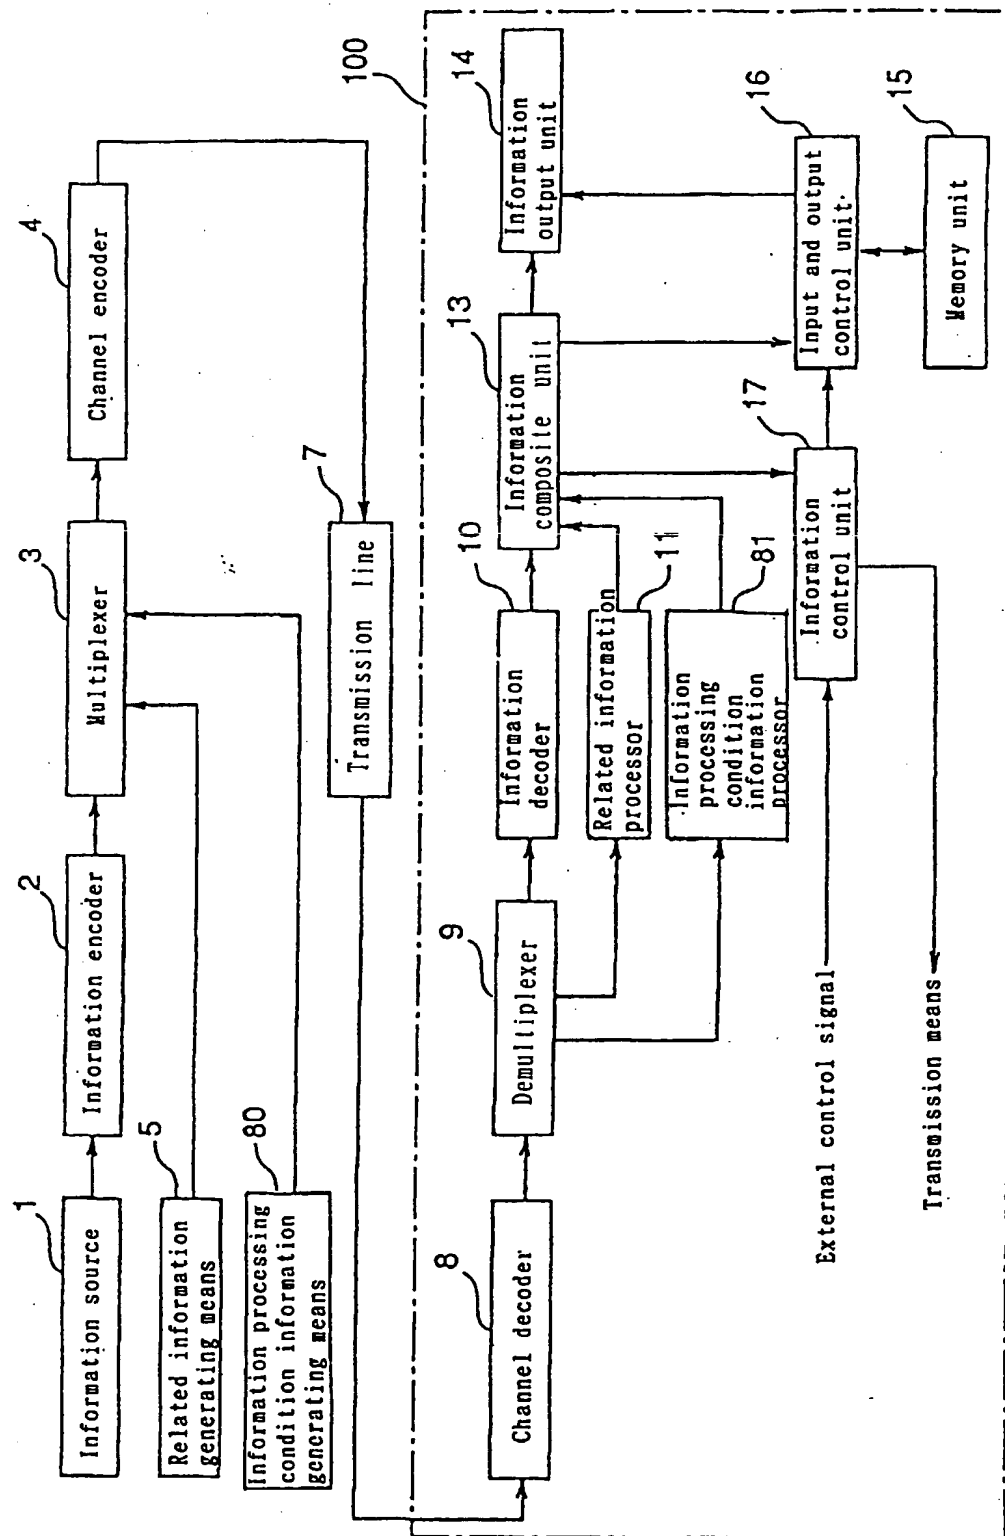 1
Information source
2
Information encoder
3
Multiplexer
4
Channel encoder
5
Related information
generating means
80
Information processing
condition information
generating means
7
Transmission line
100
8
Channel decoder
9
Demultiplexer
10
Information
decoder
13
Information
composite unit
14
Information
output unit
11
Related information
processor
81
Information
processing
condition
information
processor
17
Information
control unit
16
Input and output
control unit
15
Memory unit
External control signal
Transmission means